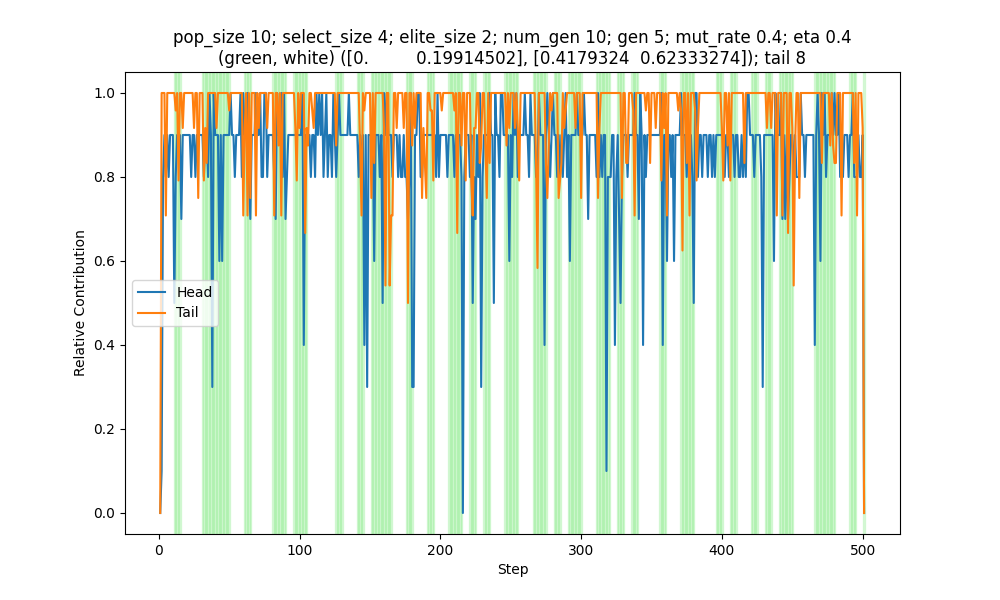 pop_size 10; select_size 4; elite_size 2; num_gen 10; gen 5; mut_rate 0.4; eta 0.4
(green, white) ([0.          0.19914502], [0.4179324  0.62333274]); tail 8
1.0
0.8
0.6
0.4
0.2
0.0
Relative Contribution
Head
Tail
0
100
200
300
400
500
Step